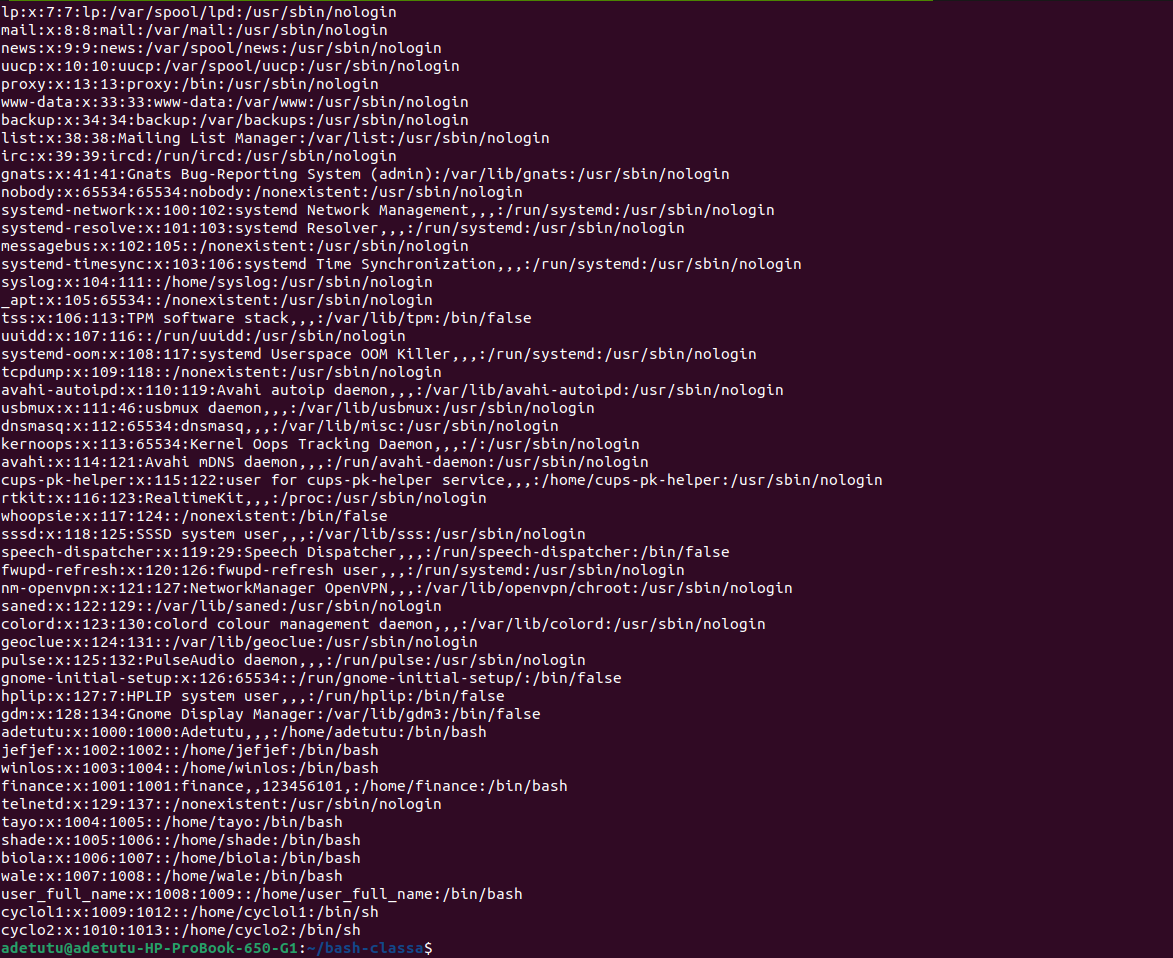 lp:x:7:7:lp:/var/spool/lpd:/usr/sbin/nologin
mail:x:8:8:mail:/var/mail:/usr/sbin/nologin
news:x:9:9:news:/var/spool/news:/usr/sbin/nologin
uucp:x:10:10:uucp:/var/spool/uucp:/usr/sbin/nologin
proxy:x:13:13:proxy:/bin:/usr/sbin/nologin
www-data:x:33:33:www-data:/var/www:/usr/sbin/nologin
backup:x:34:34:backup:/var/backups:/usr/sbin/nologin
list:x:38:38:Mailing List Manager:/var/list:/usr/sbin/nologin
irc:x:39:39:ircd:/run/ircd:/usr/sbin/nologin
gnats:x:41:41:Gnats Bug-Reporting System (admin):/var/lib/gnats:/usr/sbin/nologin
nobody:x:65534:65534:nobody:/nonexistent:/usr/sbin/nologin
systemd-network:x:100:102:systemd Network Management,,,:/run/systemd:/usr/sbin/nologin
systemd-resolve:x:101:103:systemd Resolver,,,:/run/systemd:/usr/sbin/nologin
messagebus:x:102:105::/nonexistent:/usr/sbin/nologin
systemd-timesync:x:103:106:systemd Time Synchronization,,,:/run/systemd:/usr/sbin/nologin
syslog:x:104:111::/home/syslog:/usr/sbin/nologin
_apt:x:105:65534::/nonexistent:/usr/sbin/nologin
tss:x:106:113:TPM software stack,,,:/var/lib/tpm:/bin/false
uuidd:x:107:116::/run/uuidd:/usr/sbin/nologin
systemd-oom:x:108:117:systemd Userspace OOM Killer,,,:/run/systemd:/usr/sbin/nologin
tcpdump:x:109:118::/nonexistent:/usr/sbin/nologin
avahi-autoipd:x:110:119:Avahi autoip daemon,,,:/var/lib/avahi-autoipd:/usr/sbin/nologin
usbmux:x:111:46:usbmux daemon,,,:/var/lib/usbmux:/usr/sbin/nologin
dnsmasq:x:112:65534:dnsmasq,,,:/var/lib/misc:/usr/sbin/nologin
kernoops:x:113:65534:Kernel Oops Tracking Daemon,,,:/:/usr/sbin/nologin
avahi:x:114:121:Avahi mDNS daemon,,,:/run/avahi-daemon:/usr/sbin/nologin
cups-pk-helper:x:115:122:user for cups-pk-helper service,,,:/home/cups-pk-helper:/usr/sbin/nologin
rtkit:x:116:123:RealtimeKit,,,:/proc:/usr/sbin/nologin
whoopsie:x:117:124::/nonexistent:/bin/false
sssd:x:118:125:SSSD system user,,,:/var/lib/sss:/usr/sbin/nologin
speech-dispatcher:x:119:29:Speech Dispatcher,,,:/run/speech-dispatcher:/bin/false
fwupd-refresh:x:120:126:fwupd-refresh user,,,:/run/systemd:/usr/sbin/nologin
nm-openvpn:x:121:127:NetworkManager OpenVPN,,,:/var/lib/openvpn/chroot:/usr/sbin/nologin
saned:x:122:129::/var/lib/saned:/usr/sbin/nologin
colord:x:123:130:colord colour management daemon,,,:/var/lib/colord:/usr/sbin/nologin
geoclue:x:124:131::/var/lib/geoclue:/usr/sbin/nologin
pulse:x:125:132:PulseAudio daemon,,,:/run/pulse:/usr/sbin/nologin
gnome-initial-setup:x:126:65534::/run/gnome-initial-setup/:/bin/false
hplip:x:127:7:HPLIP system user,,,:/run/hplip:/bin/false
gdm:x:128:134:Gnome Display Manager:/var/lib/gdm3:/bin/false
adetutu:x:1000:1000:Adetutu,,,:/home/adetutu:/bin/bash
jefjef:x:1002:1002::/home/jefjef:/bin/bash
winlos:x:1003:1004::/home/winlos:/bin/bash
finance:x:1001:1001:finance,,123456101,:/home/finance:/bin/bash
telnetd:x:129:137::/nonexistent:/usr/sbin/nologin
tayo:x:1004:1005::/home/tayo:/bin/bash
shade:x:1005:1006::/home/shade:/bin/bash
biola:x:1006:1007::/home/biola:/bin/bash
wale:x:1007:1008::/home/wale:/bin/bash
user_full_name:x:1008:1009::/home/user_full_name:/bin/bash
cyclol1:x:1009:1012::/home/cyclol1:/bin/sh
cyclo2:x:1010:1013::/home/cyclo2:/bin/sh
adetutu@adetutu-HP-ProBook-650-G1:~/bash-classa$